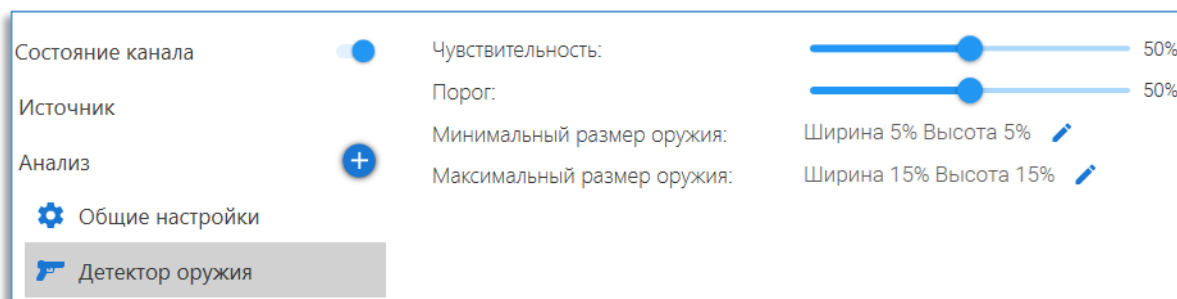 Состояние канала
Источник
Анализ
Общие настройки
Детектор оружия
Чувствительность: 50%
Порог: 50%
Минимальный размер оружия: Ширина 5% Высота 5%
Максимальный размер оружия: Ширина 15% Высота 15%